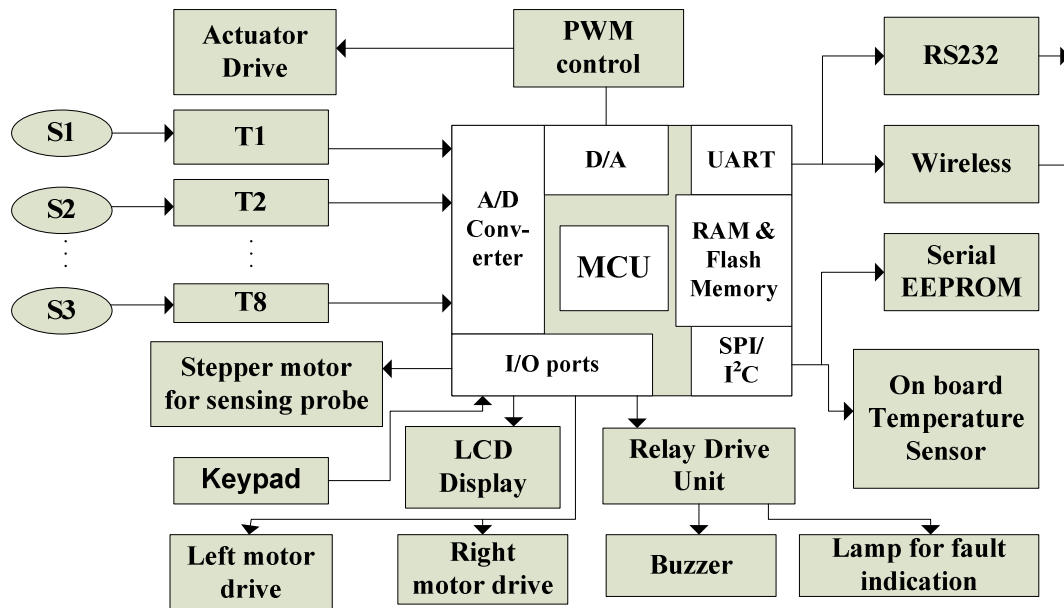 Actuator
Drive
PWM
control
RS232
S1
T1
D/A
UART
Wireless
S2
T2
A/D
Conv-
erter
MCU
RAM &
Flash
Memory
Serial
EEPROM
S3
T8
I/O ports
SPI/
I²C
Stepper motor
for sensing probe
On board
Temperature
Sensor
LCD
Display
Relay Drive
Unit
Keypad
Left motor
drive
Right
motor drive
Buzzer
Lamp for fault
indication